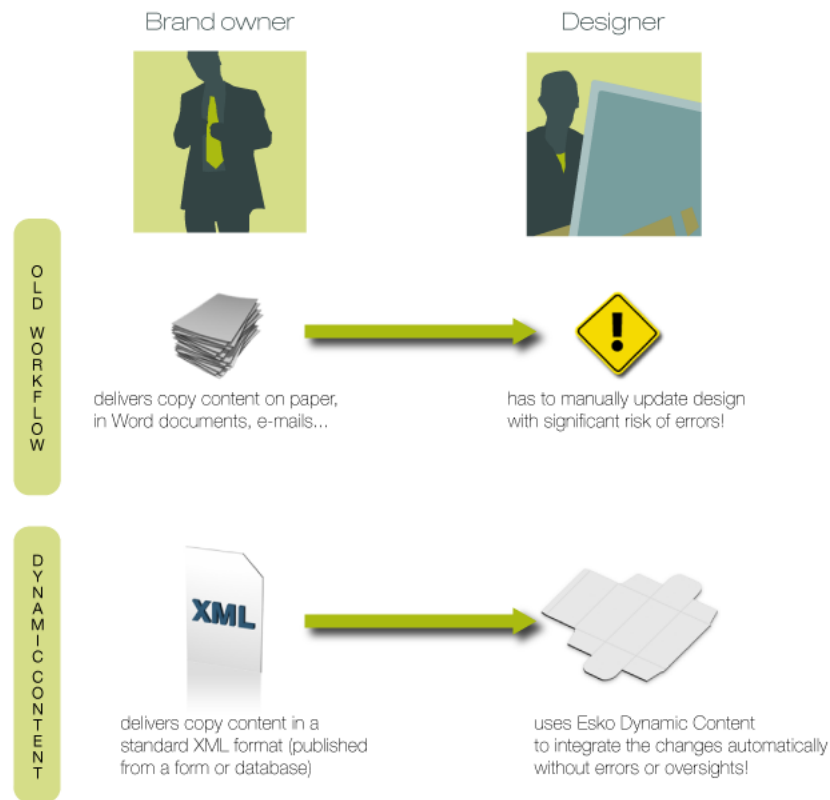 Brand owner
Designer
OLD WORKFLOW
delivers copy content on paper,
in Word documents, e-mails...
has to manually update design
with significant risk of errors!
DYNAMIC CONTENT
XML
delivers copy content in a
standard XML format (published
from a form or database)
uses Esko Dynamic Content
to integrate the changes automatically
without errors or oversights!